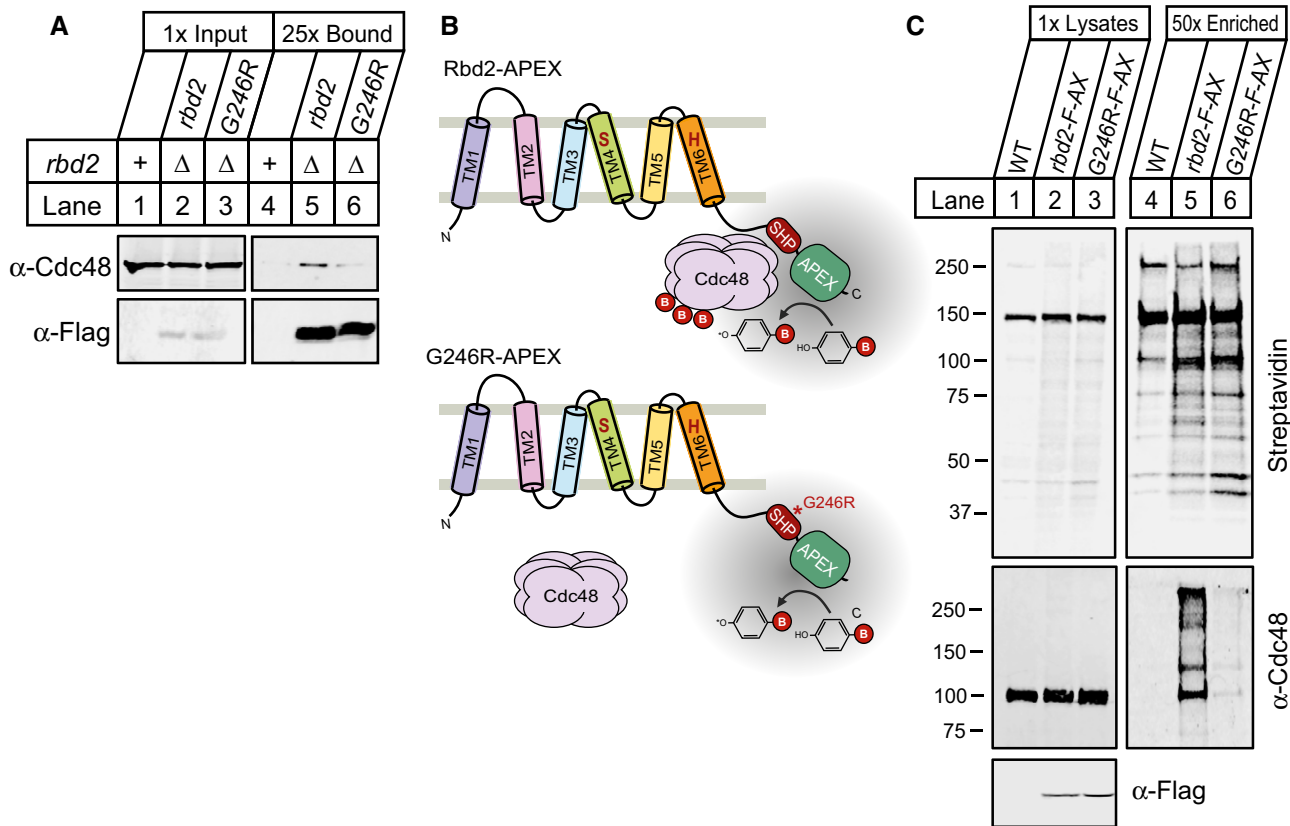 A
1x Input 25x Bound
rbd2 G246R rbd2 G246R
rbd2 + Δ Δ + Δ Δ
Lane 1 2 3 4 5 6
α-Cdc48
α-Flag
B
Rbd2-APEX
TM1 TM2 TM3 S TM4 TM5 H TM6
N
SHP
APEX
C
Cdc48
B B B
•O B HO B
G246R-APEX
TM1 TM2 TM3 S TM4 TM5 H TM6
N
*G246R
SHP
APEX
Cdc48
C
•O B HO B
C
1x Lysates 50x Enriched
WT rbd2-F-AX G246R-F-AX WT rbd2-F-AX G246R-F-AX
Lane 1 2 3 4 5 6
250
150
100
75
50
37
Streptavidin
250
150
100
75
α-Cdc48
α-Flag